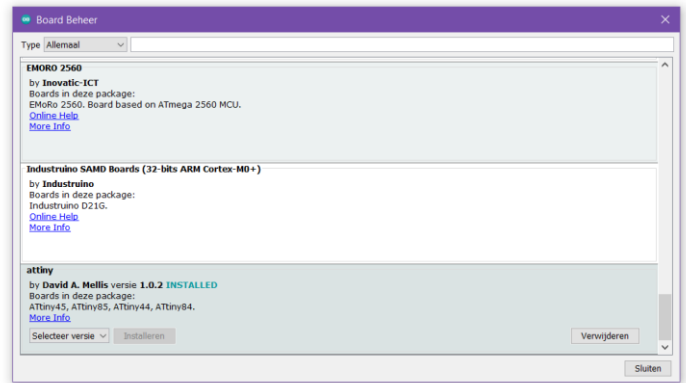 Board Beheer
Type Allemaal
EMORO 2560
by Inovatic-ICT
Boards in deze package:
EMoRo 2560. Board based on ATmega 2560 MCU.
Online Help
More Info
Industruino SAMD Boards (32-bits ARM Cortex-M0+)
by Industruino
Boards in deze package:
Industruino D21G.
Online Help
More Info
attiny
by David A. Mellis versie 1.0.2 INSTALLED
Boards in deze package:
ATtiny45, ATtiny85, ATtiny44, ATtiny84.
More Info
Selecteer versie Installeren Verwijderen
Sluiten